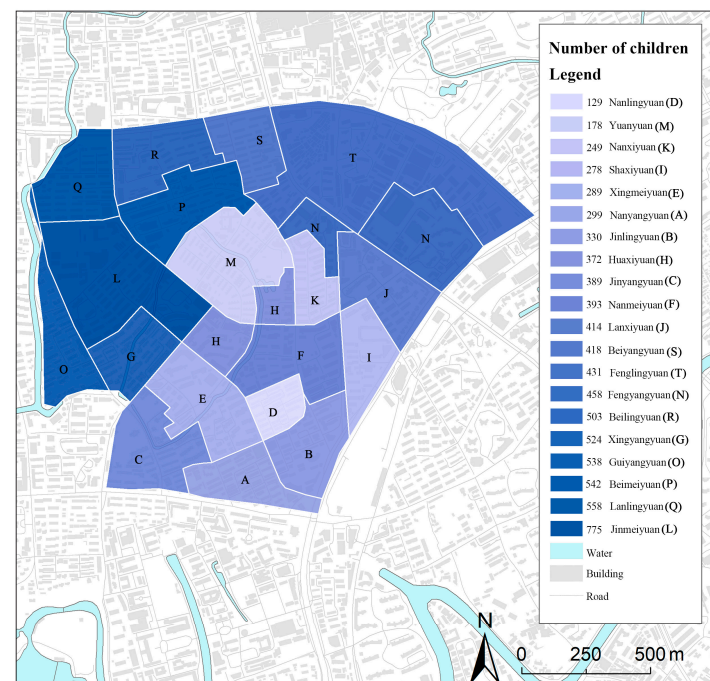 Number of children
Legend
129 Nanlingyuan(D)
178 Yuanyuan(M)
249 Nanxiyuan(K)
278 Shaxiyuan(I)
289 Xingmeiyuan(E)
299 Nanyangyuan(A)
330 Jinlingyuan(B)
372 Huaxiyuan(H)
389 Jinyangyuan(C)
393 Nanmeiyuan(F)
414 Lanxiyuan(J)
418 Beiyangyuan(S)
431 Fenglingyuan(T)
458 Fengyangyuan(N)
503 Beilingyuan(R)
524 Xingyangyuan(G)
538 Guiyangyuan(O)
542 Beimeiyuan(P)
558 Lanlingyuan(Q)
775 Jinmeiyuan(L)
Water
Building
Road
S
R
T
Q
P
N
N
M
L
J
K
H
H
G
F
I
O
E
D
B
C
A
N
0 250 500 m